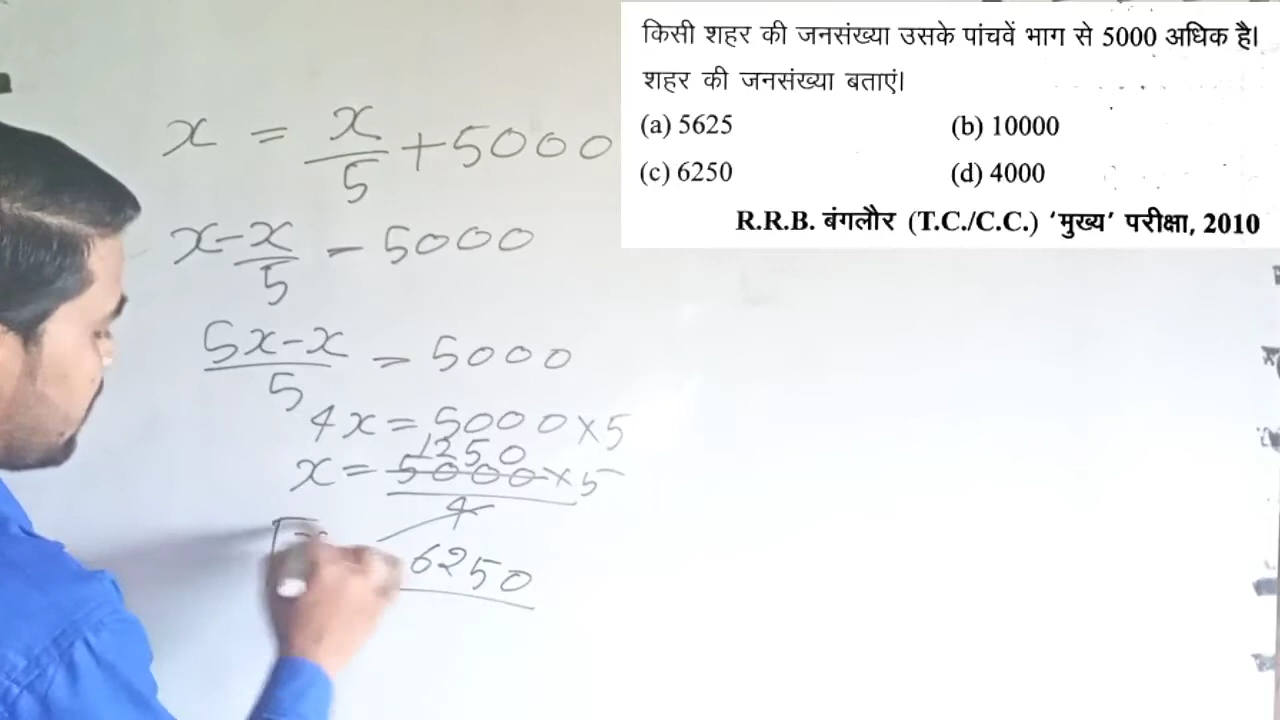 किसी शहर की जनसंख्या उसके पांचवें भाग से 5000 अधिक है।
शहर की जनसंख्या बताएं।
(a) 5625 (b) 10000
(c) 6250 (d) 4000
R.R.B. बंगलौर (T.C./C.C.) ‘मुख्य’ परीक्षा, 2010
x = x/5 + 5000
x - x/5 = 5000
5x - x/5 = 5000
4x = 5000 × 5
1250
x = 5000 × 5/4
6250